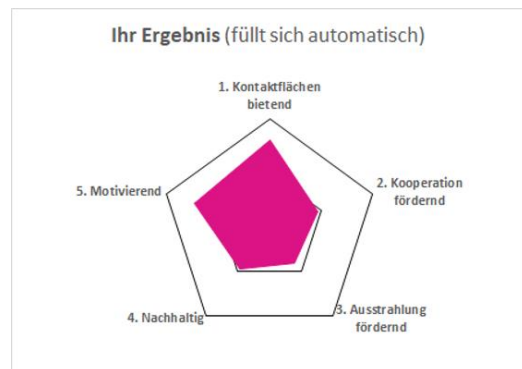 Ihr Ergebnis (füllt sich automatisch)
1. Kontaktflächen
bietend
2. Kooperation
fördernd
3. Ausstrahlung
fördernd
4. Nachhaltig
5. Motivierend